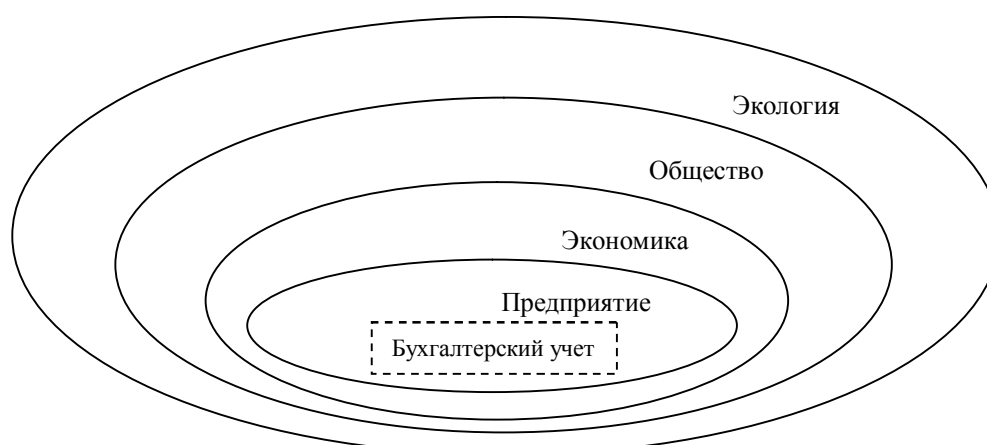 Экология
Общество
Экономика
Предприятие
Бухгалтерский учет